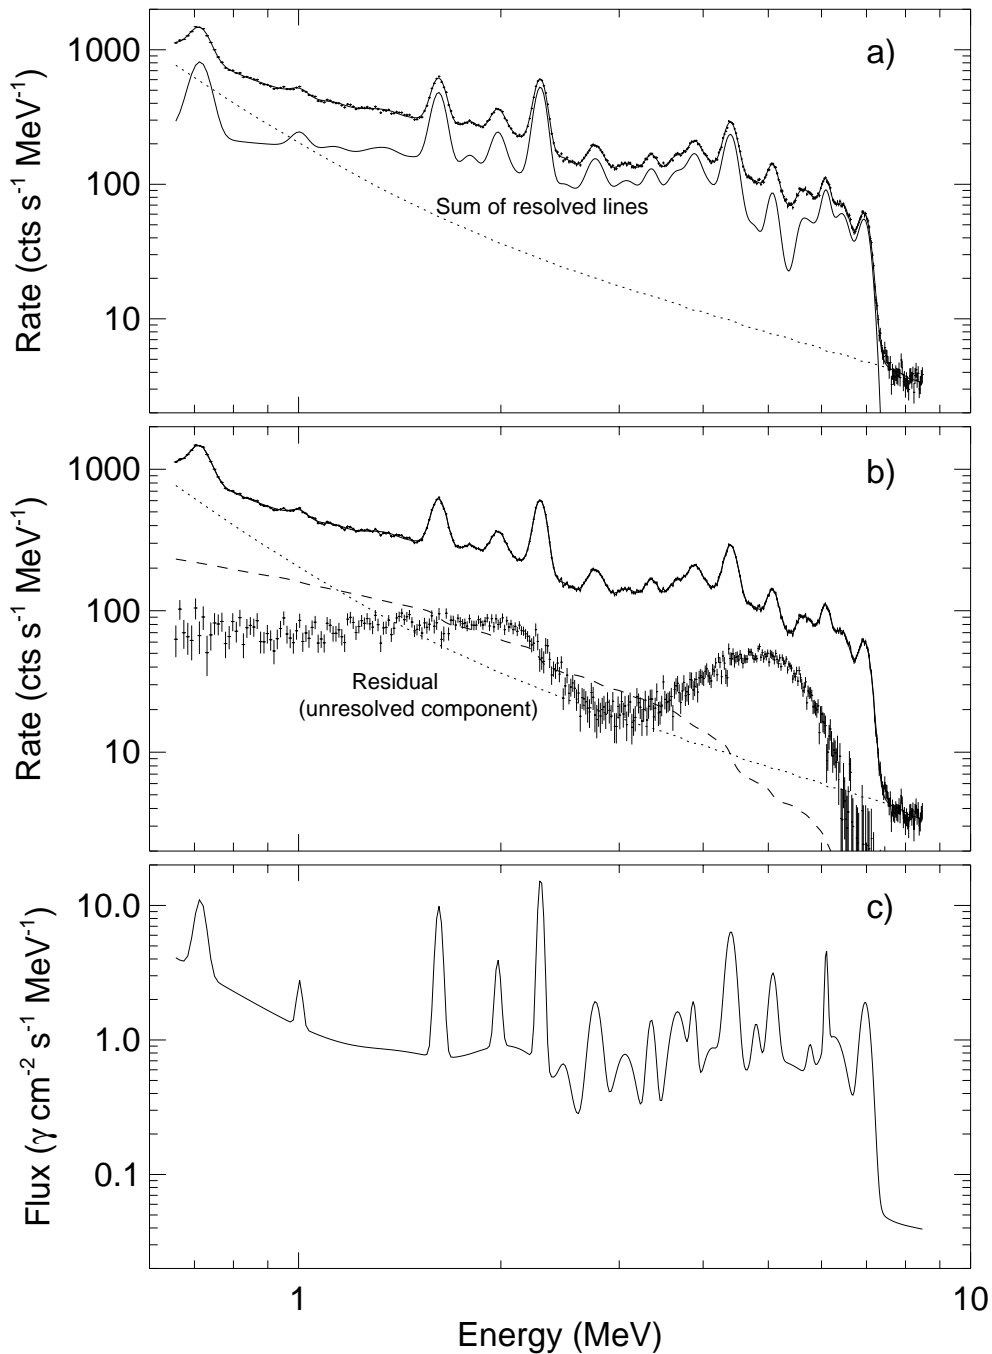 a)
1000
100
10
Rate (cts s⁻¹ MeV⁻¹)
Sum of resolved lines
b)
1000
100
10
Rate (cts s⁻¹ MeV⁻¹)
Residual
(unresolved component)
c)
10.0
1.0
0.1
Flux (γ cm⁻² s⁻¹ MeV⁻¹)
1
10
Energy (MeV)